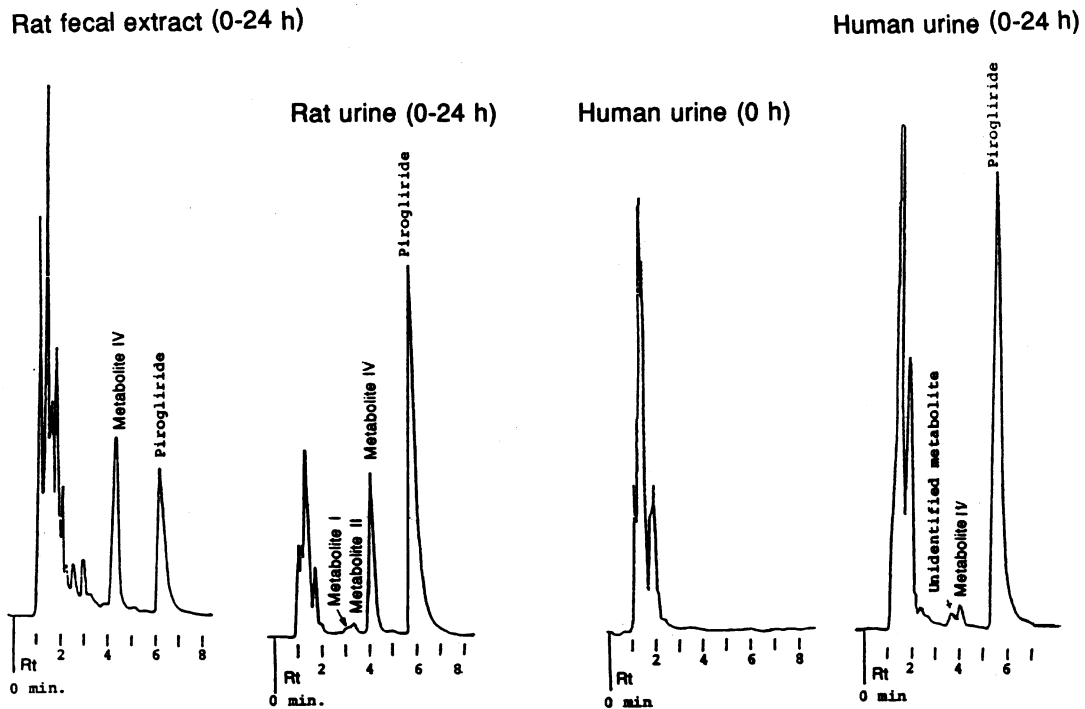 Rat fecal extract (0-24 h)
Metabolite IV
Pirogliride
2 4 6 8
Rt
0 min.
Rat urine (0-24 h)
Metabolite I
Metabolite II
Metabolite IV
Pirogliride
2 4 6 8
Rt
0 min.
Human urine (0 h)
2 4 6 8
Rt
0 min
Human urine (0-24 h)
Unidentified metabolite
Metabolite IV
Pirogliride
2 4 6
Rt
0 min